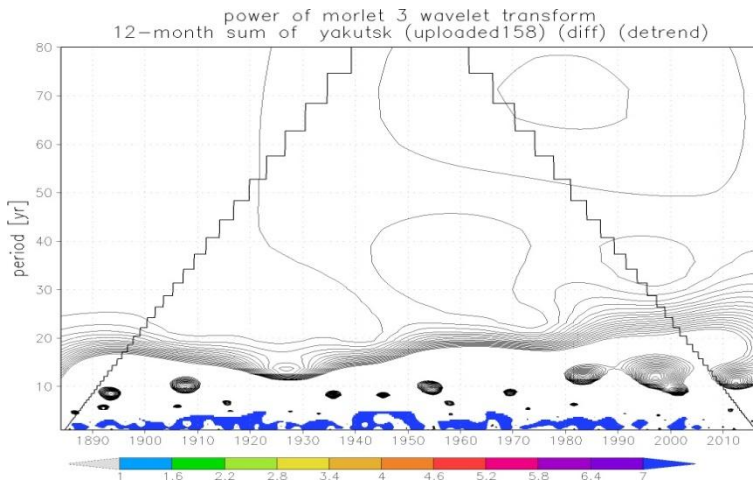 power of morlet 3 wavelet transform
12-month sum of yakutsk (uploaded158) (diff) (detrend)
80
70
60
50
40
30
20
10
period [yr]
1890 1900 1910 1920 1930 1940 1950 1960 1970 1980 1990 2000 2010
1 1.6 2.2 2.8 3.4 4 4.6 5.2 5.8 6.4 7